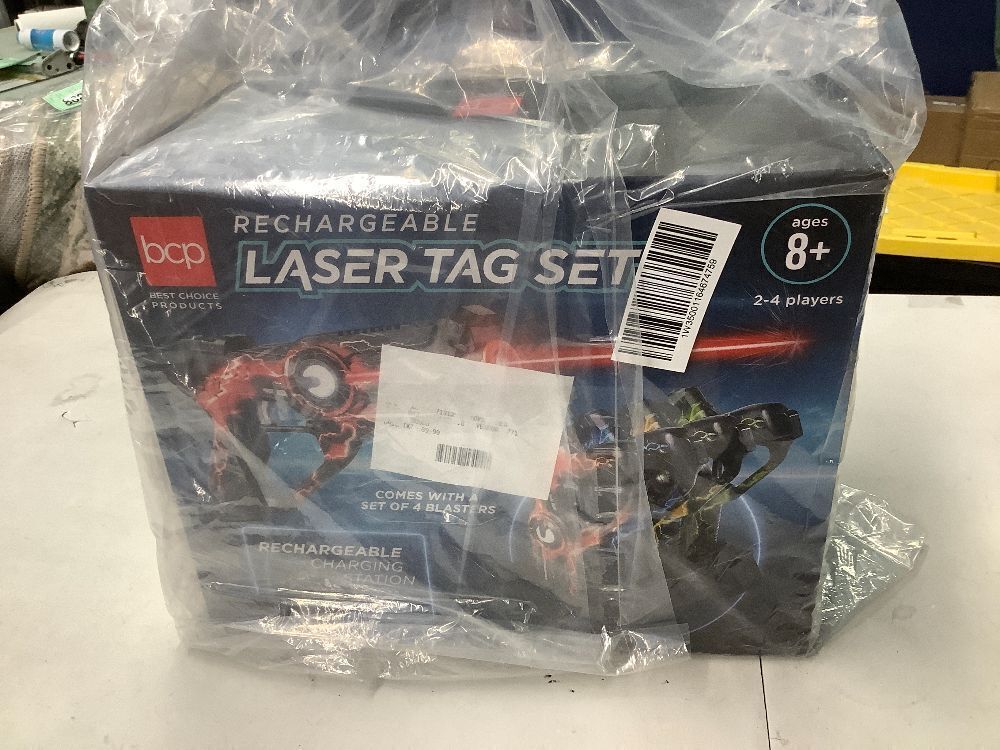 bcp
BEST CHOICE
PRODUCTS
RECHARGEABLE
LASER TAG SET
ages
8+
2-4 players
COMES WITH A
SET OF 4 BLASTERS
RECHARGEABLE
CHARGING
STATION